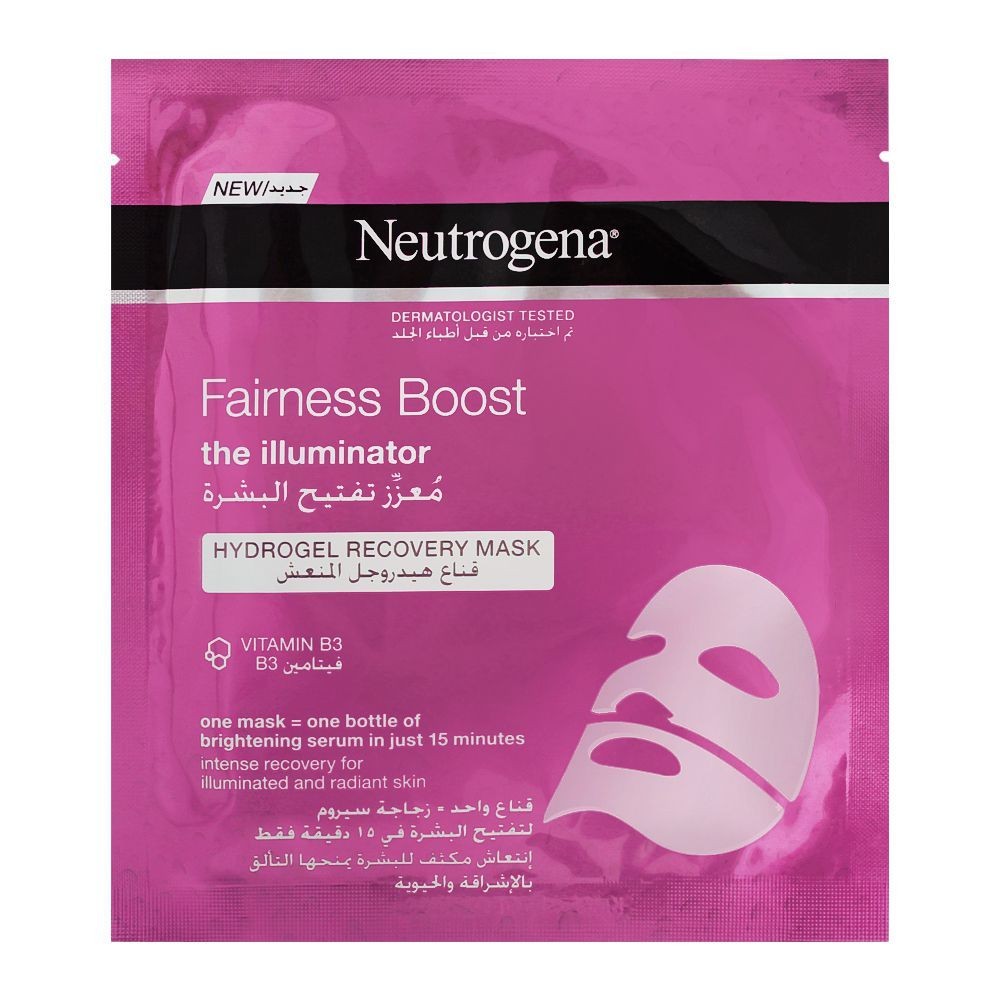 NEW/جديد
Neutrogena®
DERMATOLOGIST TESTED
تم اختباره من قبل أطباء الجلد
Fairness Boost
the illuminator
مُعزِّز تفتيح البشرة
HYDROGEL RECOVERY MASK
قناع هيدروجل المنعش
VITAMIN B3
فيتامين B3
one mask = one bottle of
brightening serum in just 15 minutes
intense recovery for
illuminated and radiant skin
قناع واحد = زجاجة سيروم
لتفتيح البشرة في ١٥ دقيقة فقط
إنتعاش مكثف للبشرة يمنحها التألق
بالإشراقة والحيوية